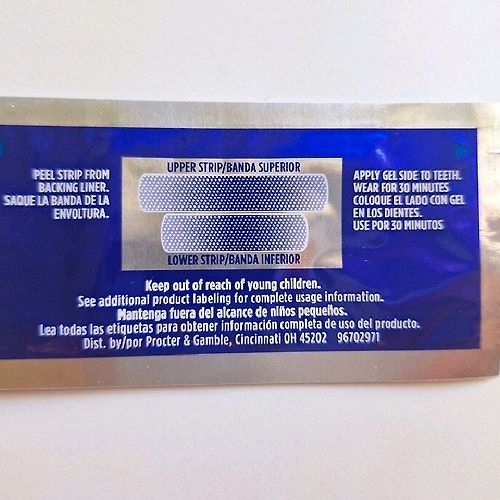 PEEL STRIP FROM
BACKING LINER.
SAQUE LA BANDA DE LA
ENVOLTURA.
UPPER STRIP/BANDA SUPERIOR
LOWER STRIP/BANDA INFERIOR
APPLY GEL SIDE TO TEETH.
WEAR FOR 30 MINUTES
COLOQUE EL LADO CON GEL
EN LOS DIENTES.
USE POR 30 MINUTOS
Keep out of reach of young children.
See additional product labeling for complete usage information.
Mantenga fuera del alcance de niños pequeños.
Lea todas las etiquetas para obtener información completa de uso del producto.
Dist. by/por Procter & Gamble, Cincinnati OH 45202 96702971